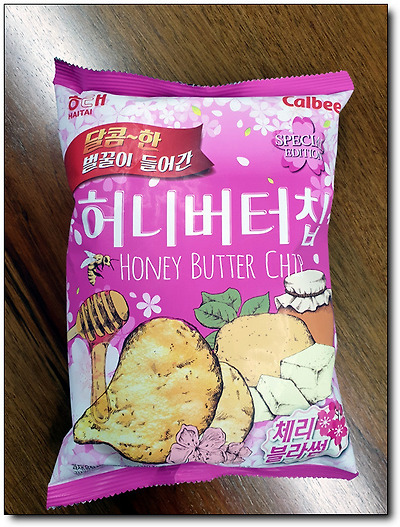 해태
HAITAI
Calbee
달콤~한
벌꿀이 들어간
SPECIAL
EDITION
허니버터칩
HONEY BUTTER CHIP
체리
블라썸